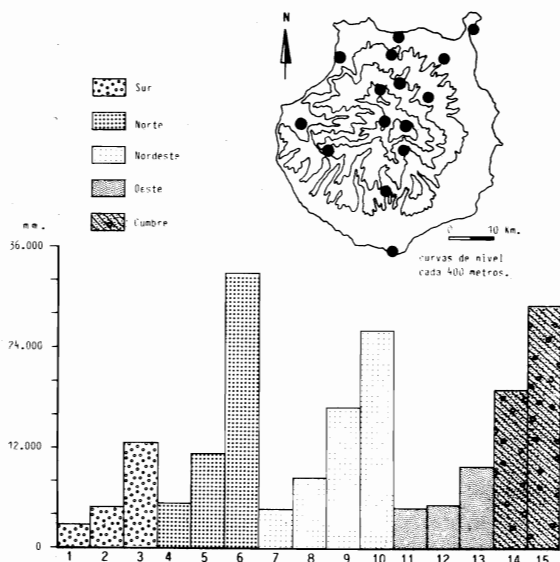 N
Sur
Norte
Nordeste
Oeste
Cumbre
0 10 Km.
curvas de nivel
cada 400 metros.
mm.
36.000
24.000
12.000
0
1 2 3 4 5 6 7 8 9 10 11 12 13 14 15